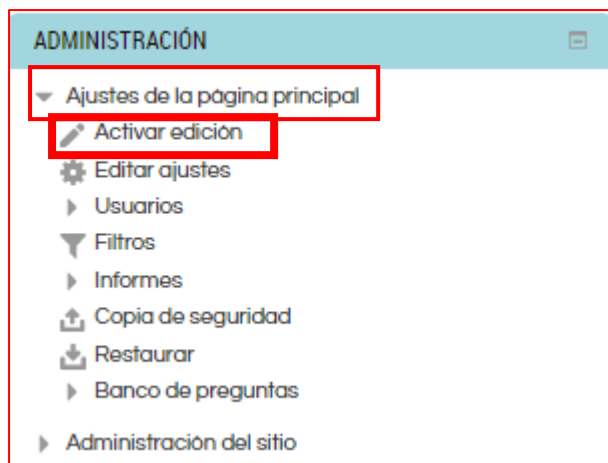 ADMINISTRACIÓN
Ajustes de la página principal
Activar edición
Editar ajustes
Usuarios
Filtros
Informes
Copia de seguridad
Restaurar
Banco de preguntas
Administración del sitio